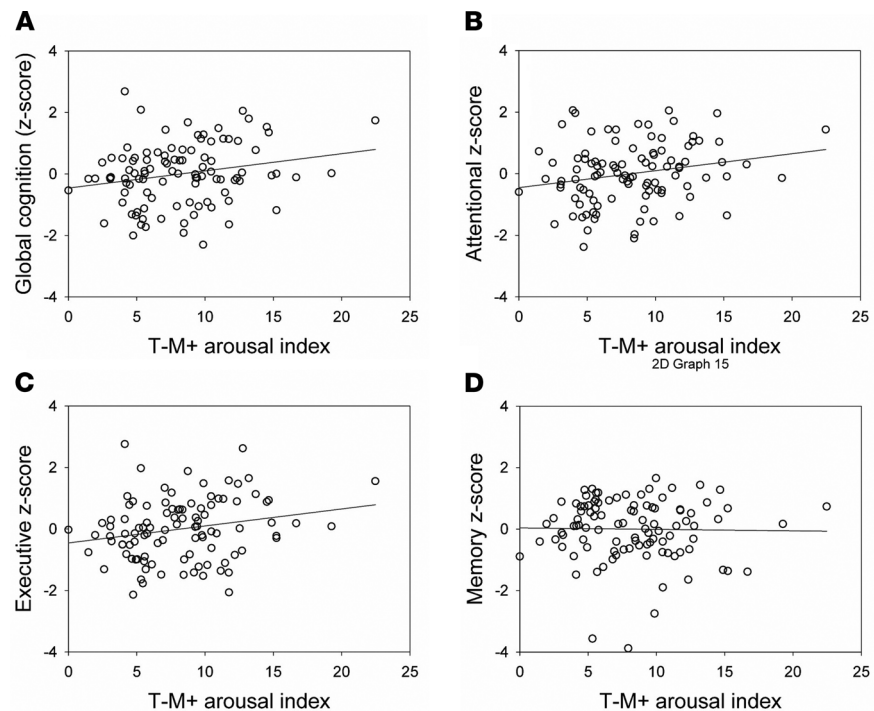 A
B
Global cognition (z-score)
4
2
0
-2
-4
0 5 10 15 20 25
T-M+ arousal index
Attentional z-score
4
2
0
-2
-4
0 5 10 15 20 25
T-M+ arousal index
2D Graph 15
C
D
Executive z-score
4
2
0
-2
-4
0 5 10 15 20 25
T-M+ arousal index
Memory z-score
4
2
0
-2
-4
0 5 10 15 20 25
T-M+ arousal index